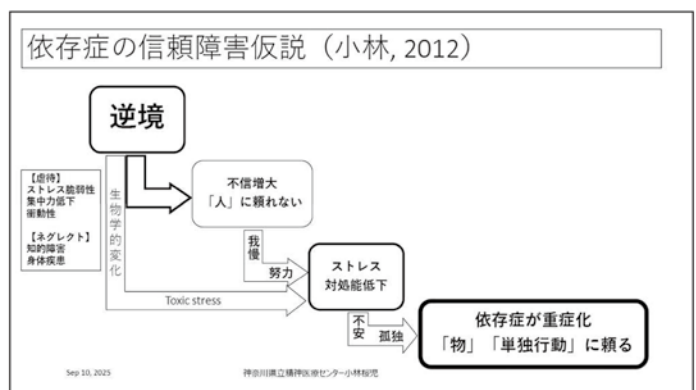 依存症の信頼障害仮説（小林, 2012）
逆境
【虐待】
ストレス脆弱性
集中力低下
衝動性
【ネグレクト】
知的障害
身体疾患
生物学的変化
不信増大
「人」に頼れない
我慢
努力
Toxic stress
ストレス
対処能低下
不安
孤独
依存症が重症化
「物」「単独行動」に頼る
Sep 10, 2025
神奈川県立精神医療センター小林桜児